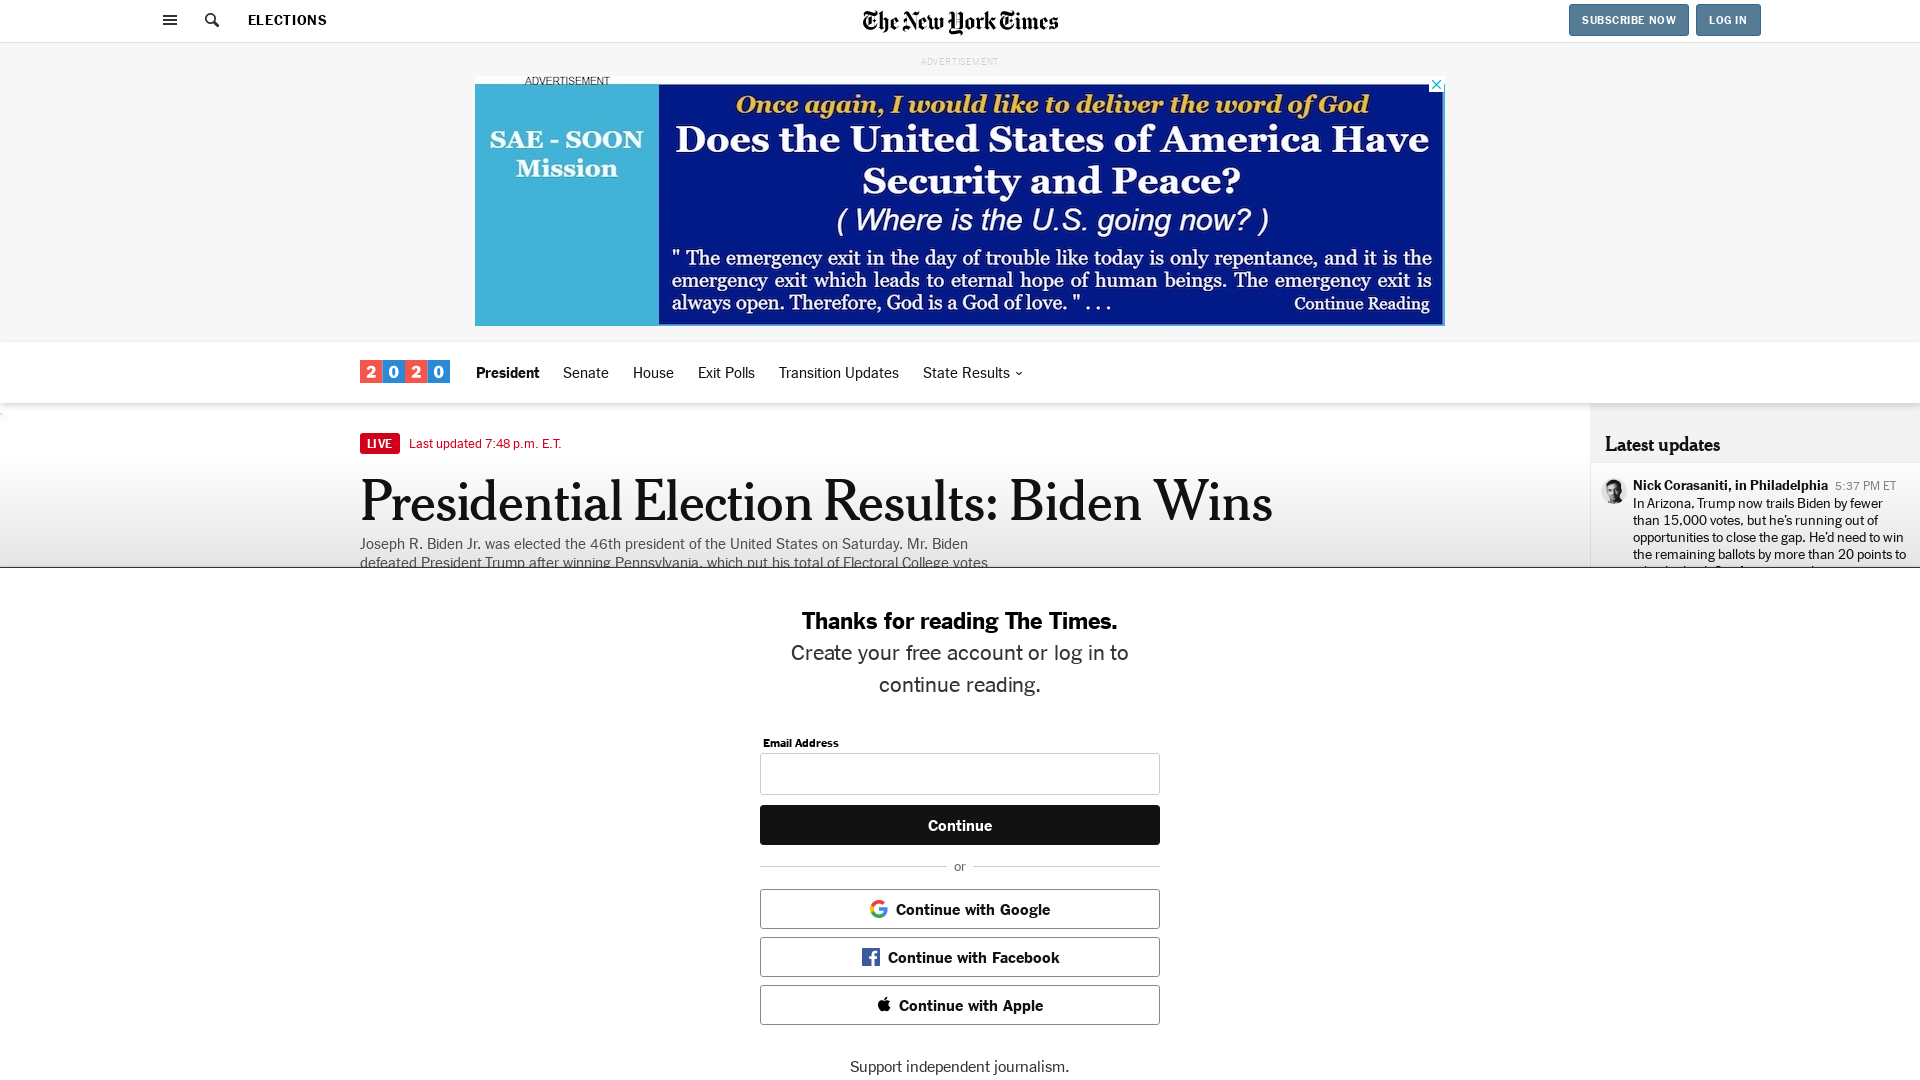 ELECTIONS
The New York Times
SUBSCRIBE NOW
LOG IN
ADVERTISEMENT
ADVERTISEMENT
SAE - SOON
Mission
Once again, I would like to deliver the word of God
Does the United States of America Have
Security and Peace?
( Where is the U.S. going now? )
" The emergency exit in the day of trouble like today is only repentance, and it is the
emergency exit which leads to eternal hope of human beings. The emergency exit is
always open. Therefore, God is a God of love. " . . .
Continue Reading
2020
President
Senate
House
Exit Polls
Transition Updates
State Results
LIVE
Last updated 7:48 p.m. E.T.
Presidential Election Results: Biden Wins
Joseph R. Biden Jr. was elected the 46th president of the United States on Saturday. Mr. Biden
defeated President Trump after winning Pennsylvania, which put his total of Electoral College votes
Latest updates
Nick Corasaniti, in Philadelphia 5:37 PM ET
In Arizona, Trump now trails Biden by fewer
than 15,000 votes, but he's running out of
opportunities to close the gap. He'd need to win
the remaining ballots by more than 20 points to
Thanks for reading The Times.
Create your free account or log in to
continue reading.
Email Address
Continue
or
Continue with Google
Continue with Facebook
Continue with Apple
Support independent journalism.